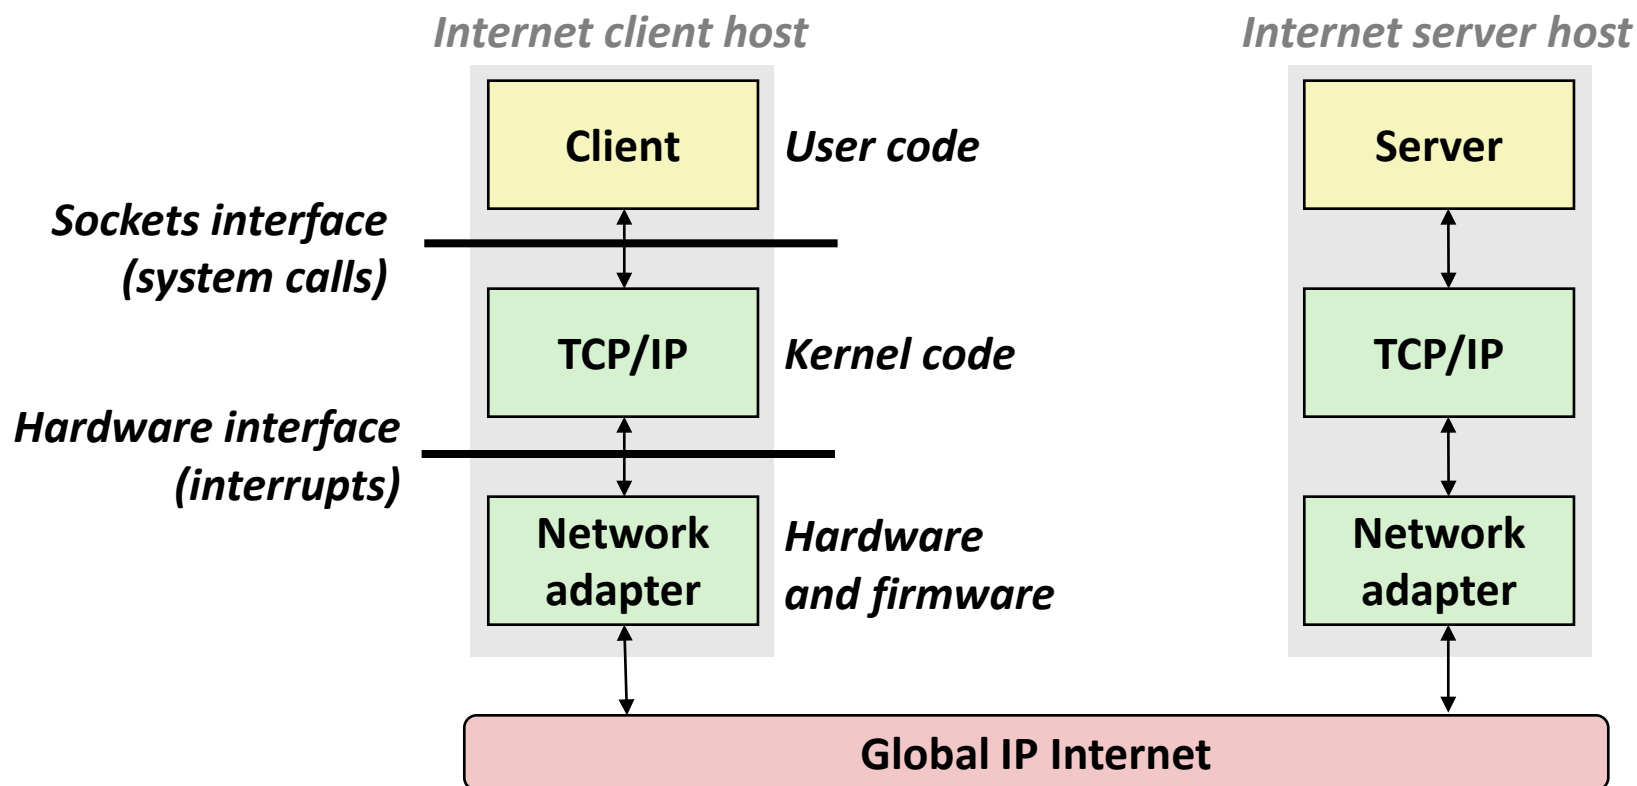 Internet client host
Internet server host
Client
User code
Server
Sockets interface
(system calls)
TCP/IP
Kernel code
TCP/IP
Hardware interface
(interrupts)
Network
adapter
Hardware
and firmware
Network
adapter
Global IP Internet